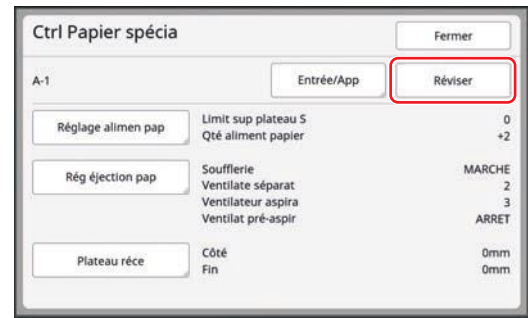 Ctrl Papier spécia
Fermer
A-1
Entrée/App
Réviser
Réglage alimen pap
Limit sup plateau S 0
Qté aliment papier +2
Rég éjection pap
Soufflerie MARCHE
Ventilate séparat 2
Ventilateur aspira 3
Ventilat pré-aspir ARRET
Plateau réce
Côté 0mm
Fin 0mm